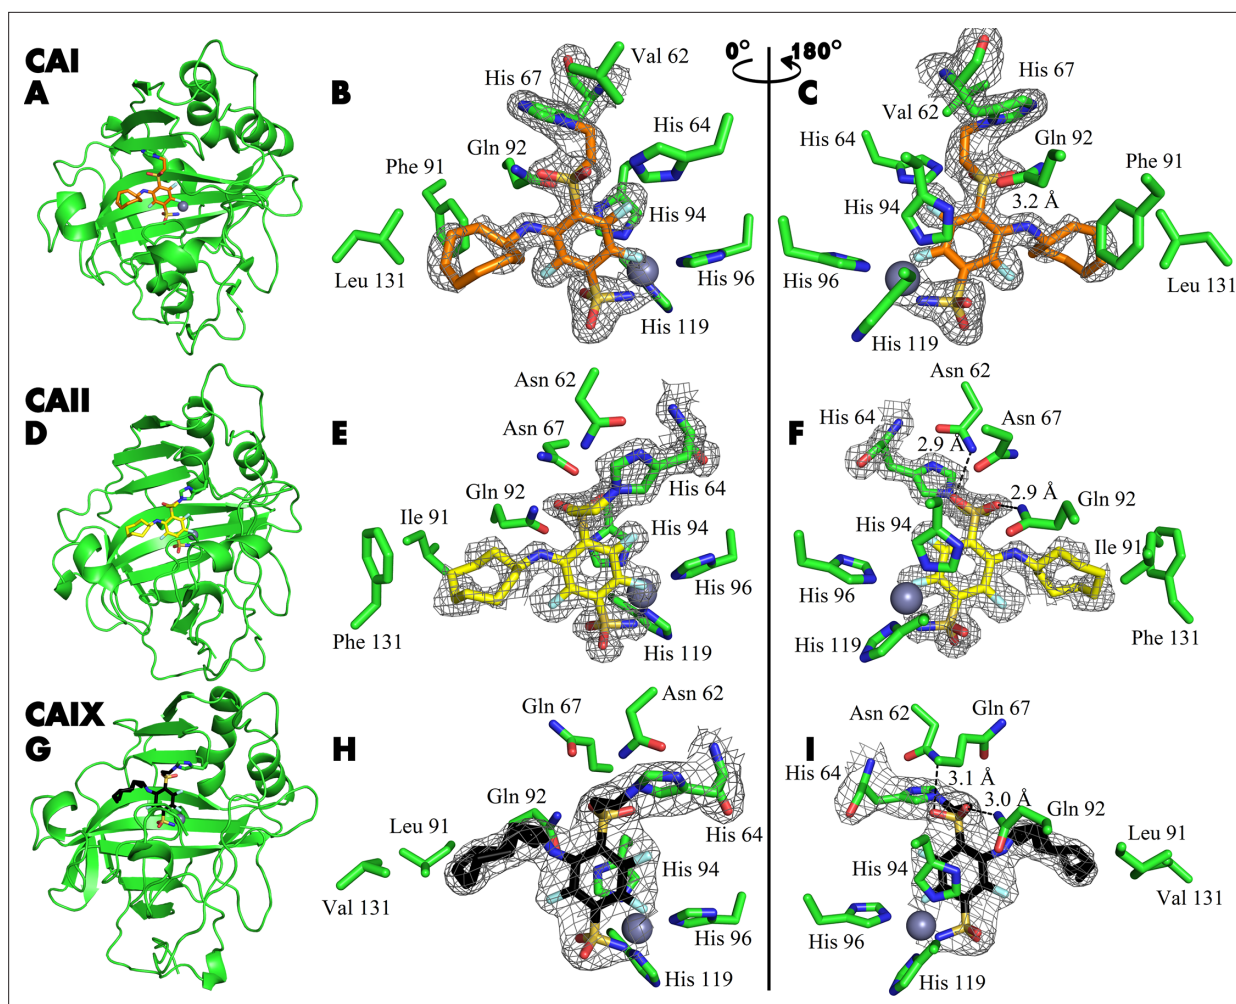 CAI
A
B
Val 62
His 67
His 64
Gln 92
Phe 91
His 94
Leu 131
His 96
His 119
0°
180°
C
His 67
Val 62
His 64
Gln 92
Phe 91
3.2 Å
His 94
His 96
Leu 131
His 119
CAII
D
E
Asn 62
Asn 67
His 64
Gln 92
Ile 91
His 94
His 96
Phe 131
His 119
F
Asn 62
His 64
Asn 67
2.9 Å
2.9 Å
Gln 92
His 94
Ile 91
His 96
His 119
Phe 131
CAIX
G
H
Asn 62
Gln 67
Gln 92
His 64
Leu 91
His 94
Val 131
His 96
His 119
I
Asn 62
Gln 67
His 64
3.1 Å
3.0 Å
Gln 92
Leu 91
His 94
Val 131
His 96
His 119